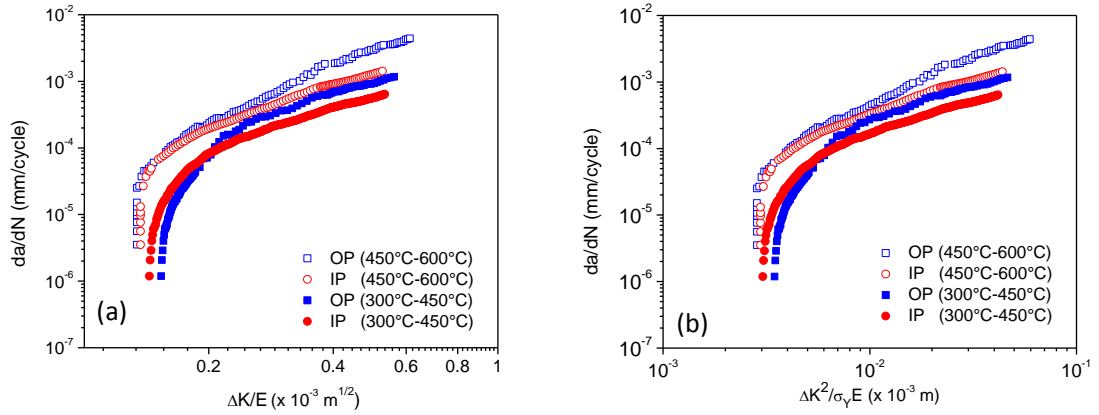 10⁻²
10⁻³
10⁻⁴
10⁻⁵
10⁻⁶
10⁻⁷
da/dN (mm/cycle)
OP (450°C-600°C)
IP (450°C-600°C)
OP (300°C-450°C)
IP (300°C-450°C)
(a)
0.2 0.4 0.6 0.8 1
ΔK/E (x 10⁻³ m¹/²)
10⁻²
10⁻³
10⁻⁴
10⁻⁵
10⁻⁶
10⁻⁷
da/dN (mm/cycle)
OP (450°C-600°C)
IP (450°C-600°C)
OP (300°C-450°C)
IP (300°C-450°C)
(b)
10⁻³ 10⁻² 10⁻¹
ΔK²/σ_YE (x 10⁻³ m)